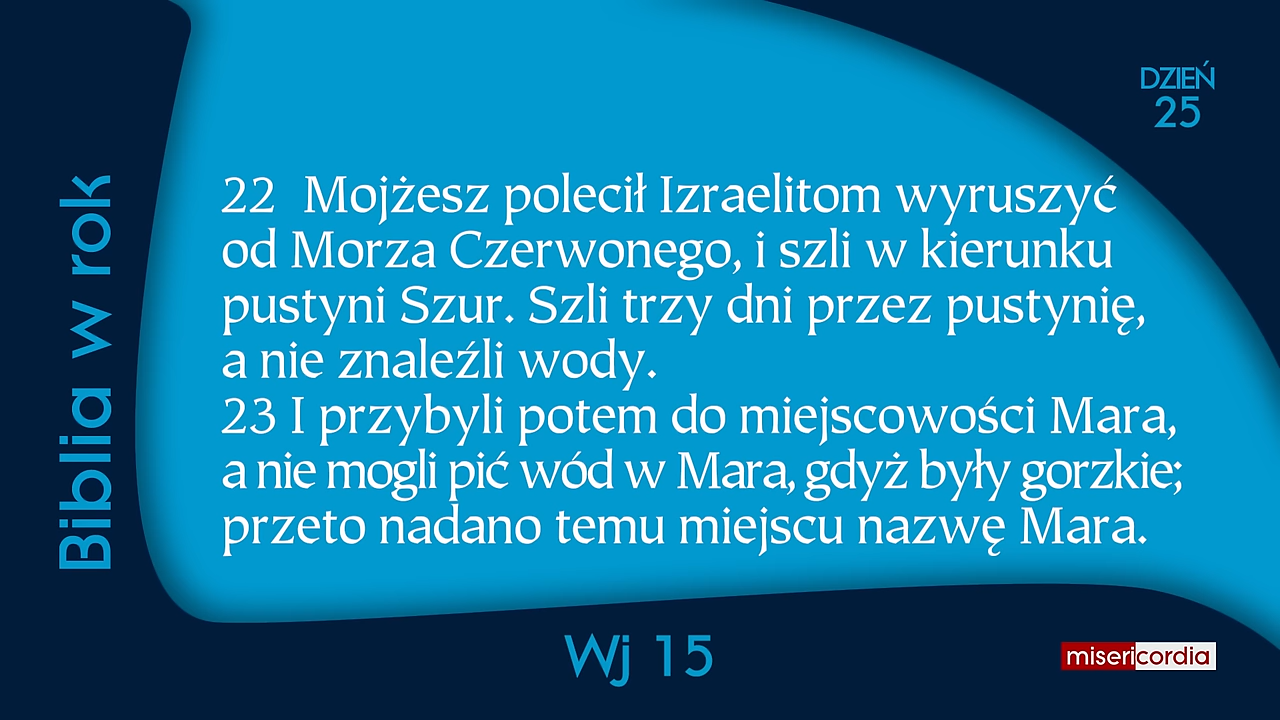 DZIEŃ
25
Biblia w rok
22 Mojżesz polecił Izraelitom wyruszyć
od Morza Czerwonego, i szli w kierunku
pustyni Szur. Szli trzy dni przez pustynię,
a nie znaleźli wody.
23 I przybyli potem do miejscowości Mara,
a nie mogli pić wód w Mara, gdyż były gorzkie;
przeto nadano temu miejscu nazwę Mara.
Wj 15
misericordia